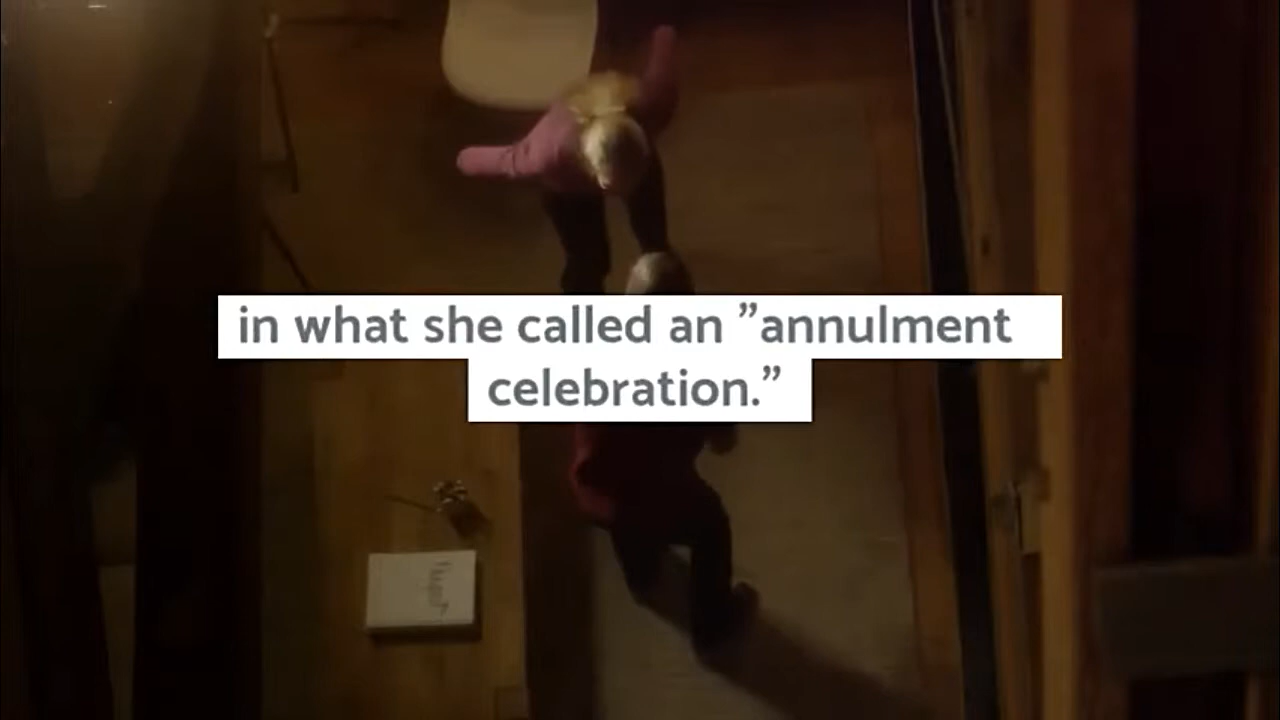 in what she called an ”annulment
celebration.”